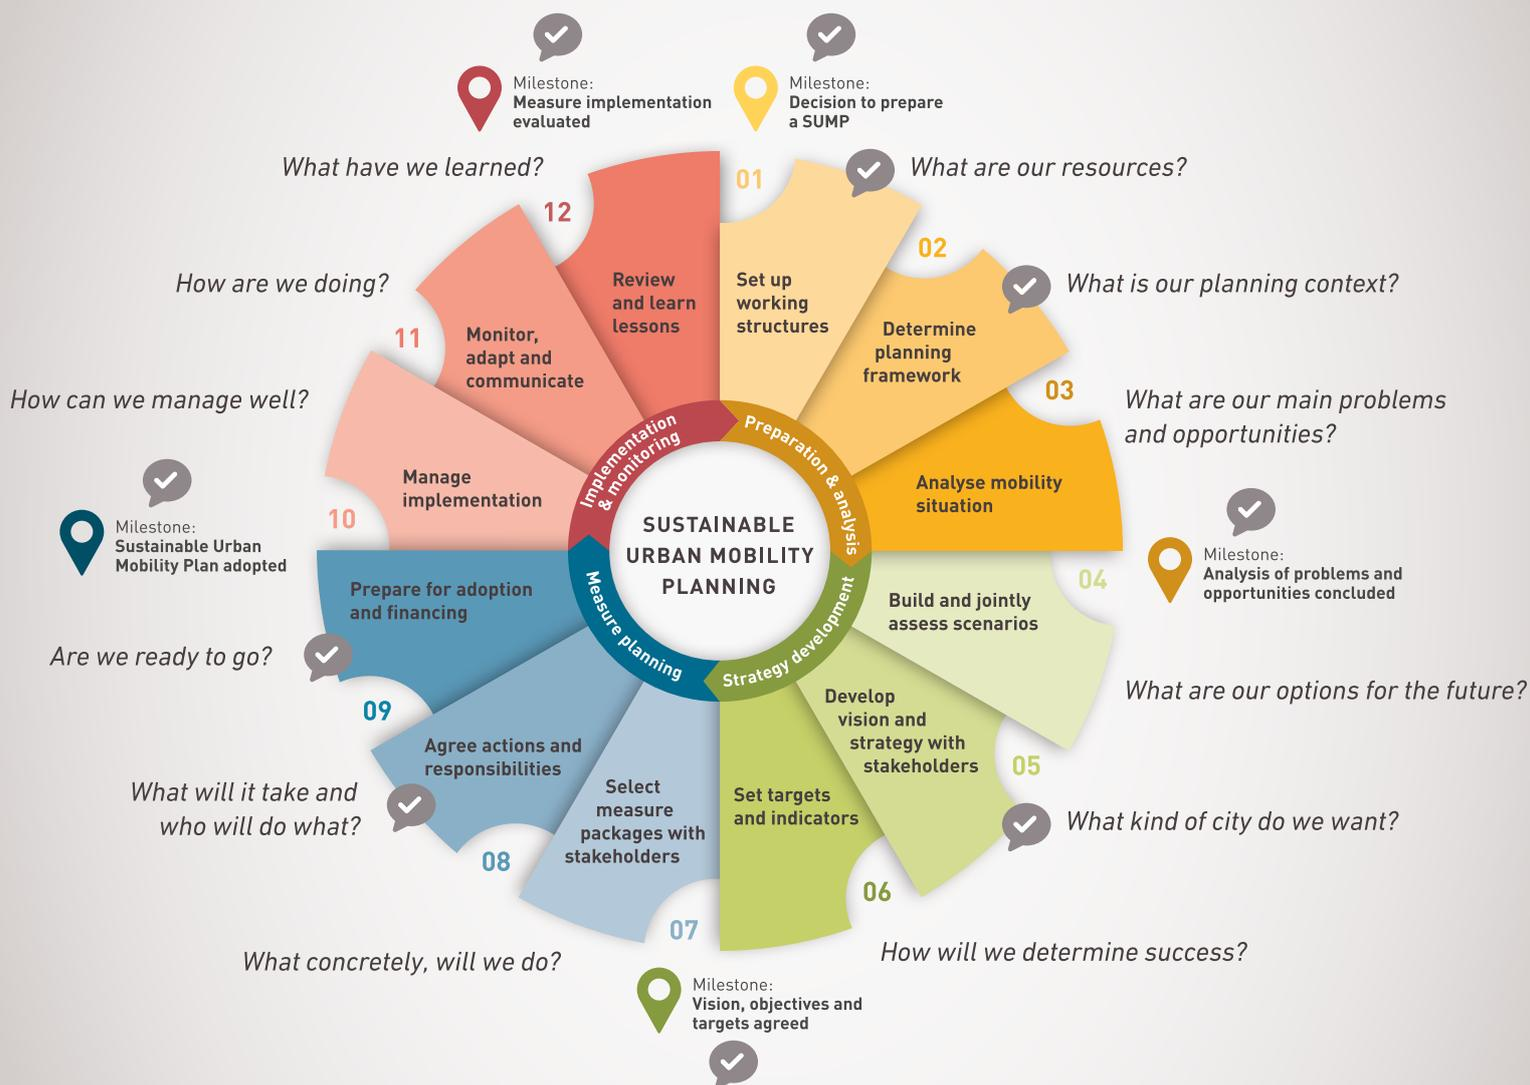 Milestone:
Measure implementation
evaluated
Milestone:
Decision to prepare
a SUMP
What have we learned?
What are our resources?
12
01
Review
and learn
lessons
Set up
working
structures
02
Determine
planning
framework
What is our planning context?
03
Analyse mobility
situation
What are our main problems
and opportunities?
Milestone:
Analysis of problems and
opportunities concluded
04
Build and jointly
assess scenarios
What are our options for the future?
05
Develop
vision and
strategy with
stakeholders
What kind of city do we want?
06
Set targets
and indicators
How will we determine success?
Milestone:
Vision, objectives and
targets agreed
07
Select
measure
packages with
stakeholders
What concretely, will we do?
08
Agree actions and
responsibilities
What will it take and
who will do what?
09
Prepare for adoption
and financing
Are we ready to go?
Milestone:
Sustainable Urban
Mobility Plan adopted
10
Manage
implementation
How can we manage well?
11
Monitor,
adapt and
communicate
How are we doing?
Preparation & analysis
Strategy development
Measure planning
Implementation
& monitoring
SUSTAINABLE
URBAN MOBILITY
PLANNING